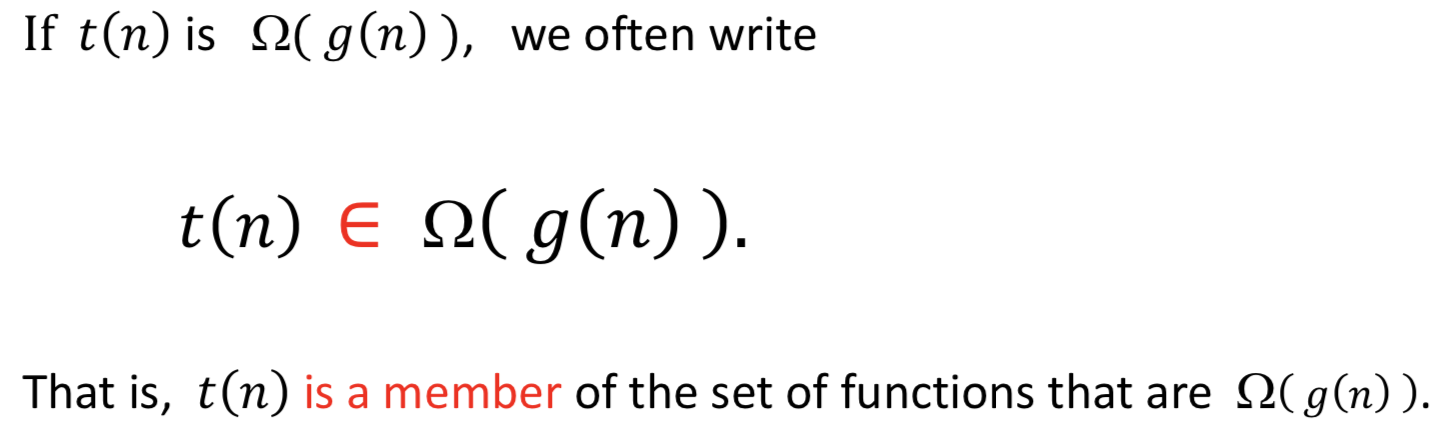 If t(n) is Ω( g(n) ), we often write
t(n) ∈ Ω( g(n) ).
That is, t(n) is a member of the set of functions that are Ω( g(n) ).